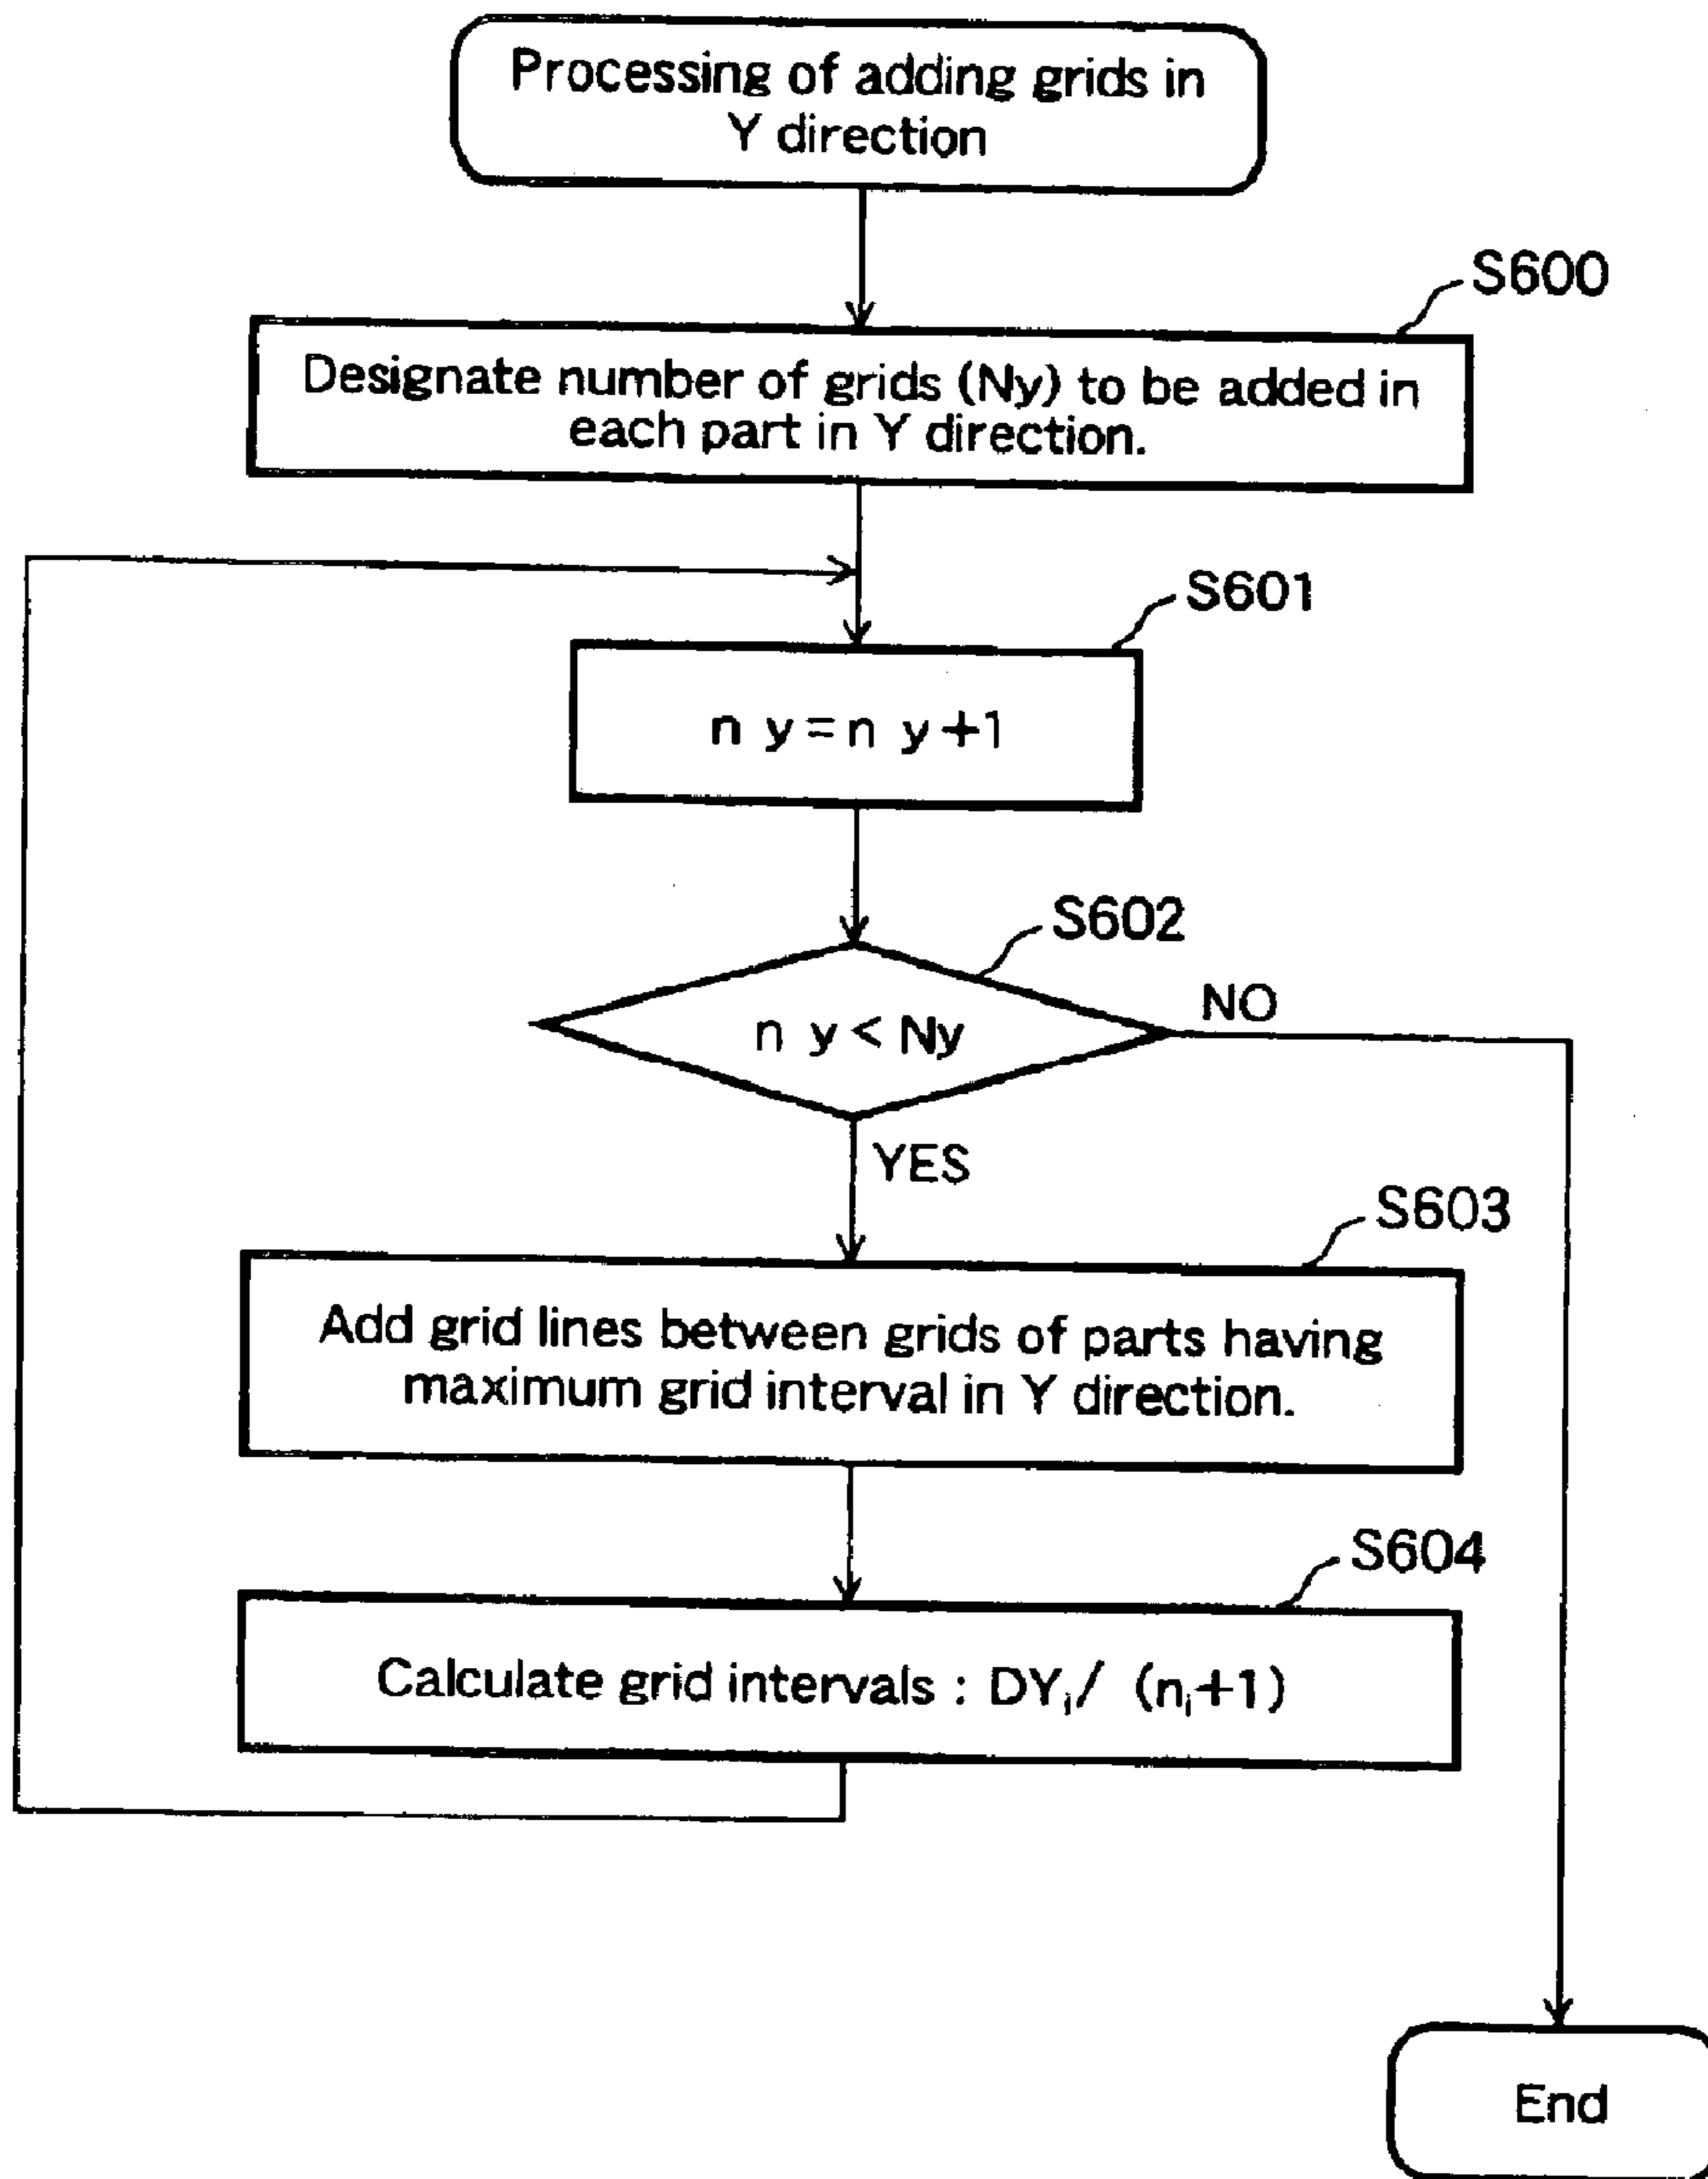 Processing of adding grids in
Y direction
S600
Designate number of grids (Ny) to be added in
each part in Y direction.
S601
n y=n y+1
S602
n y < Ny
NO
YES
S603
Add grid lines between grids of parts having
maximum grid interval in Y direction.
S604
Calculate grid intervals : DYᵢ/ (nᵢ+1)
End